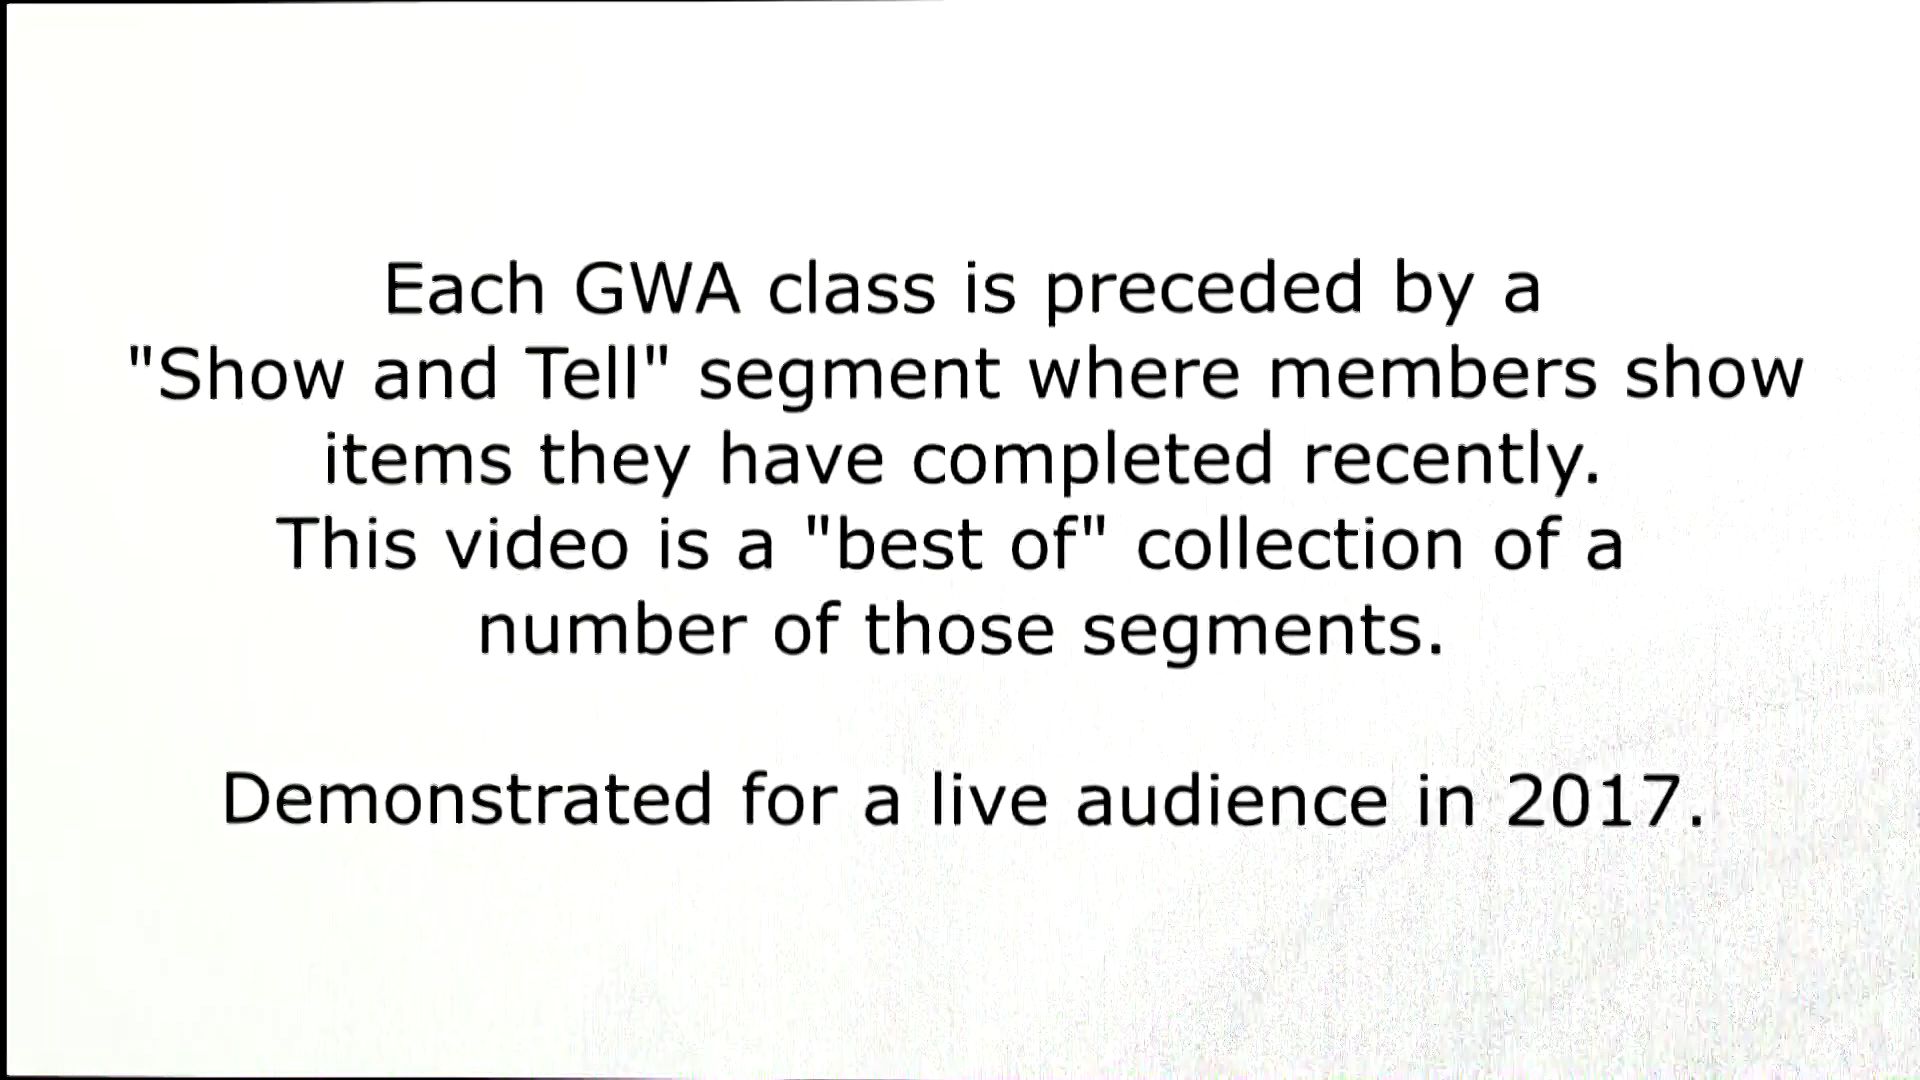 Each GWA class is preceded by a
"Show and Tell" segment where members show
items they have completed recently.
This video is a "best of" collection of a
number of those segments.
Demonstrated for a live audience in 2017.